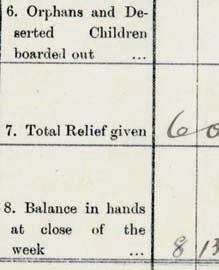 6. Orphans and De-
serted Children
boarded out ...
7. Total Relief given 6 0
8. Balance in hands
at close of the
week ... 8 13